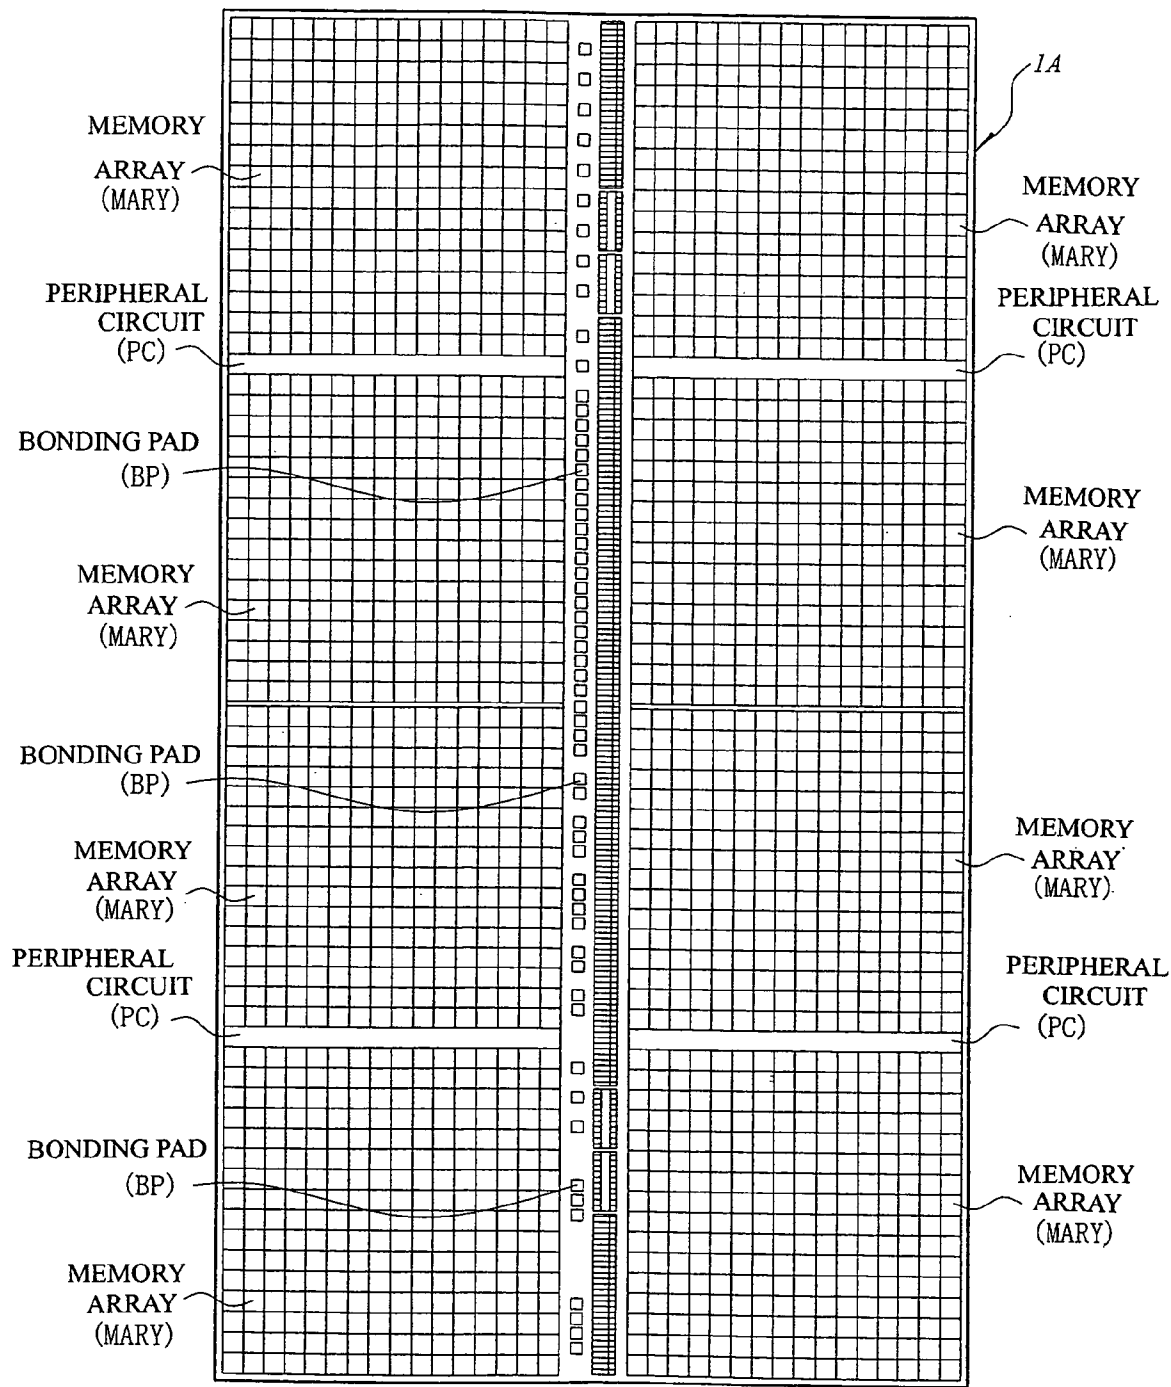 1A
MEMORY
ARRAY
(MARY)
PERIPHERAL
CIRCUIT
(PC)
BONDING PAD
(BP)
MEMORY
ARRAY
(MARY)
BONDING PAD
(BP)
MEMORY
ARRAY
(MARY)
PERIPHERAL
CIRCUIT
(PC)
BONDING PAD
(BP)
MEMORY
ARRAY
(MARY)
MEMORY
ARRAY
(MARY)
PERIPHERAL
CIRCUIT
(PC)
MEMORY
ARRAY
(MARY)
MEMORY
ARRAY
(MARY)
PERIPHERAL
CIRCUIT
(PC)
MEMORY
ARRAY
(MARY)